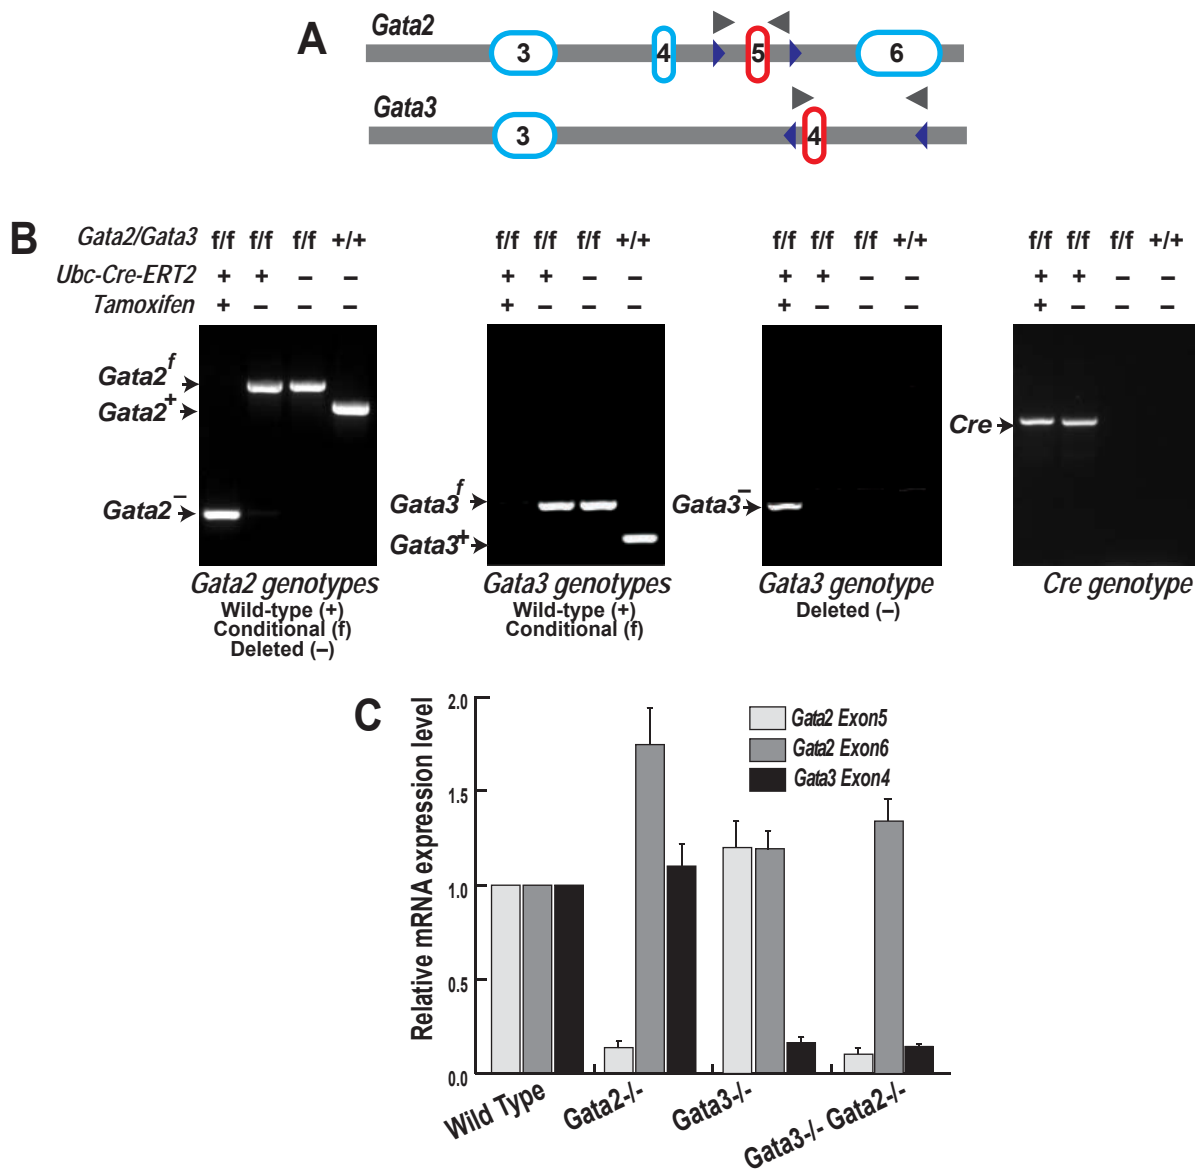 A
Gata2
3 4 5 6
Gata3
3 4
B
Gata2/Gata3 f/f f/f f/f +/+ f/f f/f f/f +/+ f/f f/f f/f +/+ f/f f/f f/f +/+
Ubc-Cre-ERT2 + + – – + + – – + + – – + + – –
Tamoxifen + – – – + – – – + – – – + – – –
Gata2f
Gata2+
Gata2–
Gata3f
Gata3+
Gata3–
Cre
Gata2 genotypes
Wild-type (+)
Conditional (f)
Deleted (–)
Gata3 genotypes
Wild-type (+)
Conditional (f)
Gata3 genotype
Deleted (–)
Cre genotype
C
Relative mRNA expression level
2.0
1.5
1.0
0.5
0.0
Gata2 Exon5
Gata2 Exon6
Gata3 Exon4
Wild Type
Gata2-/-
Gata3-/-
Gata3-/- Gata2-/-